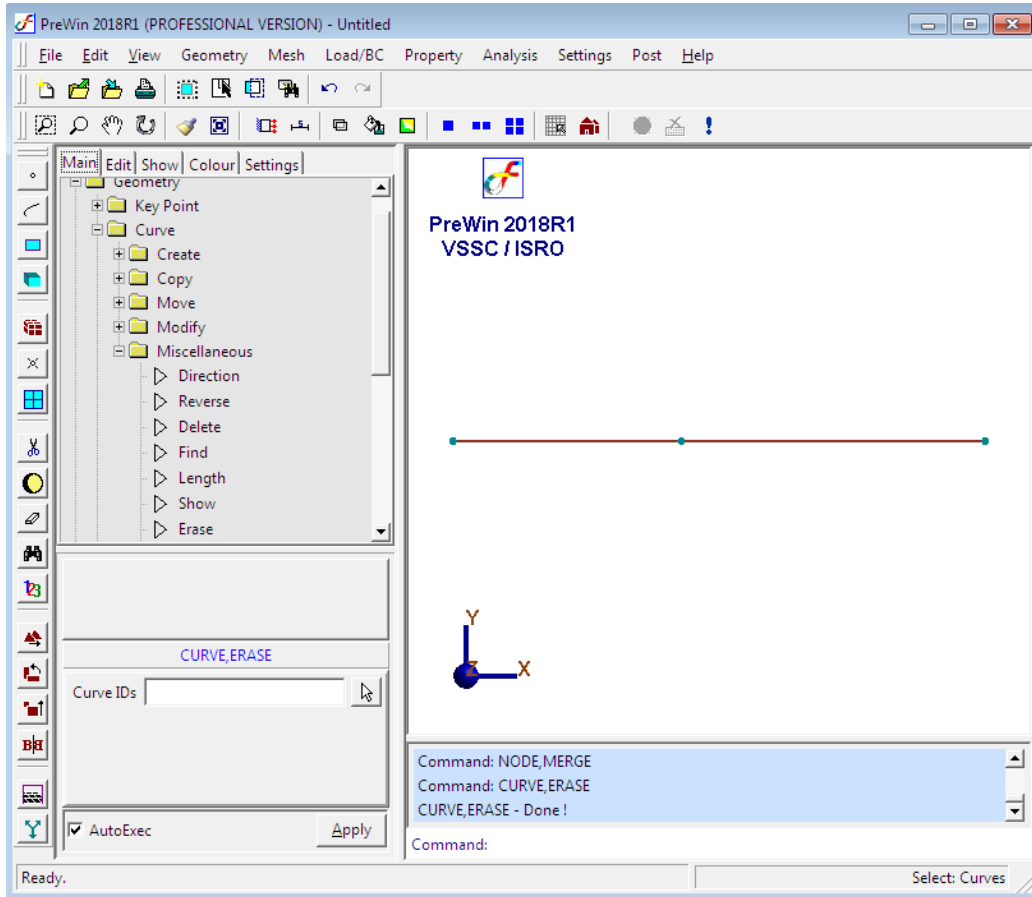 PreWin 2018R1 (PROFESSIONAL VERSION) - Untitled
File Edit View Geometry Mesh Load/BC Property Analysis Settings Post Help
Main Edit Show Colour Settings
Geometry
Key Point
Curve
Create
Copy
Move
Modify
Miscellaneous
Direction
Reverse
Delete
Find
Length
Show
Erase
123
B B
CURVE,ERASE
Curve IDs
AutoExec
Apply
PreWin 2018R1
VSSC / ISRO
Y
Z
X
Command: NODE,MERGE
Command: CURVE,ERASE
CURVE,ERASE - Done !
Command:
Ready.
Select: Curves